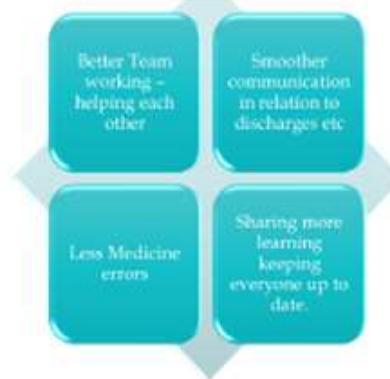 Better Team
working –
helping each
other
Smoother
communication
in relation to
discharges etc
Less Medicine
errors
Sharing more
learning
keeping
everyone up to
date.